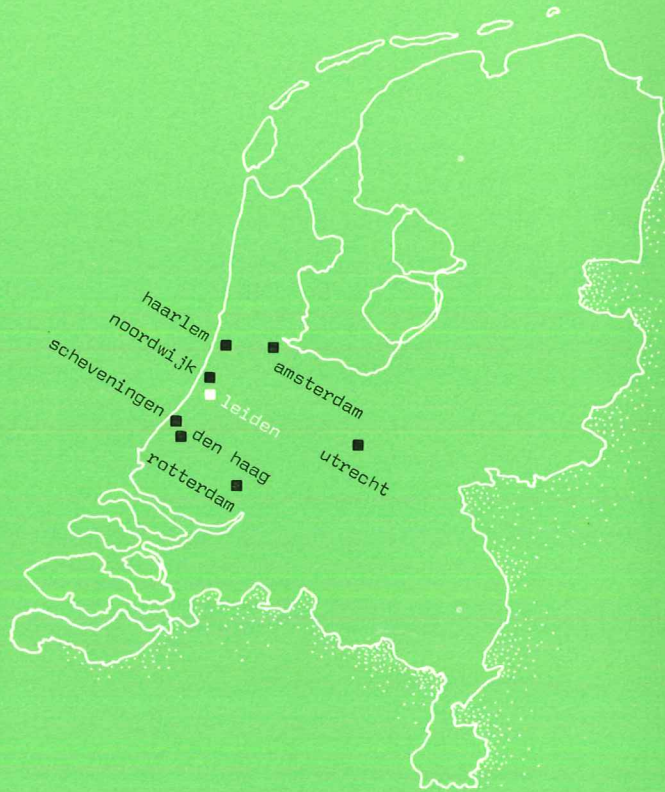 haarlem
noordwijk
scheveningen
amsterdam
leiden
den haag
utrecht
rotterdam